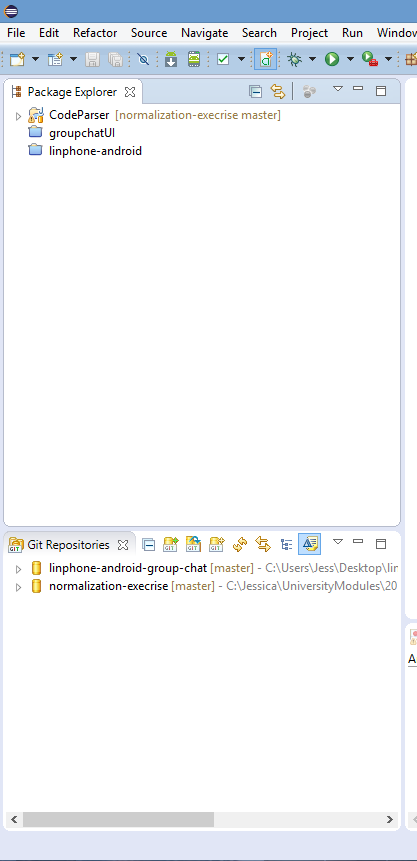 File Edit Refactor Source Navigate Search Project Run Window
Package Explorer
CodeParser [normalization-execrise master]
groupchatUI
linphone-android
Git Repositories
linphone-android-group-chat [master] - C:\Users\Jess\Desktop\lin
normalization-execrise [master] - C:\Jessica\UniversityModules\20
A